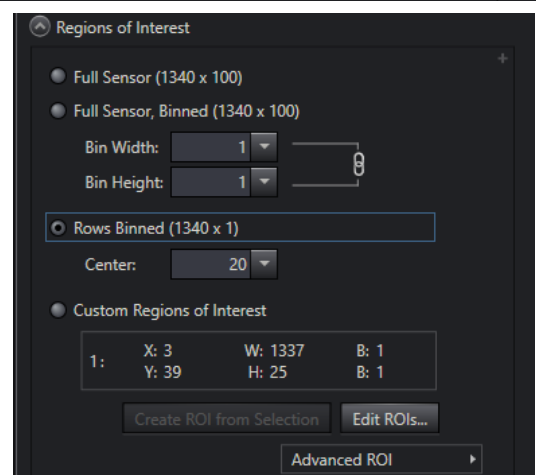 Regions of Interest
+
Full Sensor (1340 x 100)
Full Sensor, Binned (1340 x 100)
Bin Width: 1
Bin Height: 1
Rows Binned (1340 x 1)
Center: 20
Custom Regions of Interest
1: X: 3 W: 1337 B: 1
Y: 39 H: 25 B: 1
Create ROI from Selection Edit ROIs...
Advanced ROI